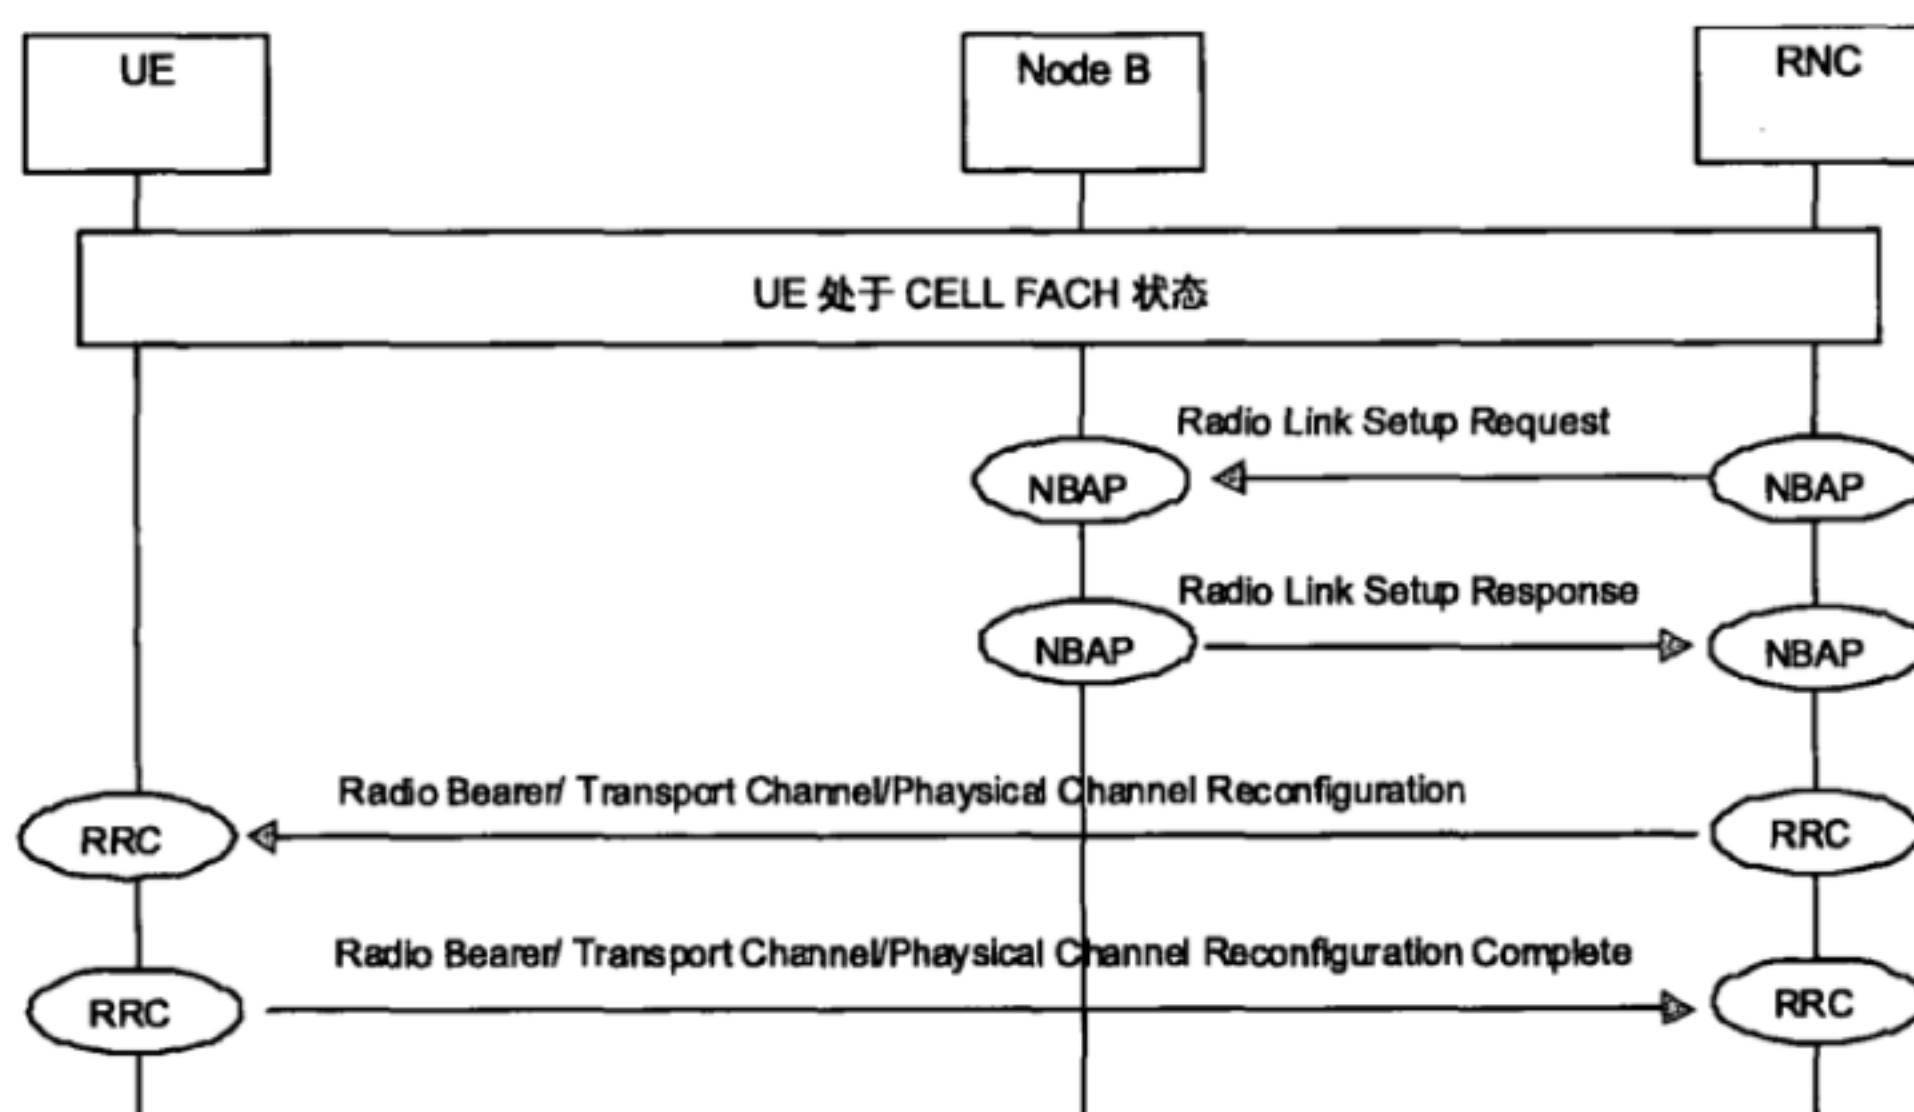 UE
Node B
RNC
UE 处于 CELL FACH 状态
Radio Link Setup Request
NBAP
NBAP
Radio Link Setup Response
NBAP
NBAP
Radio Bearer/ Transport Channel/Phaysical Channel Reconfiguration
RRC
RRC
Radio Bearer/ Transport Channel/Phaysical Channel Reconfiguration Complete
RRC
RRC